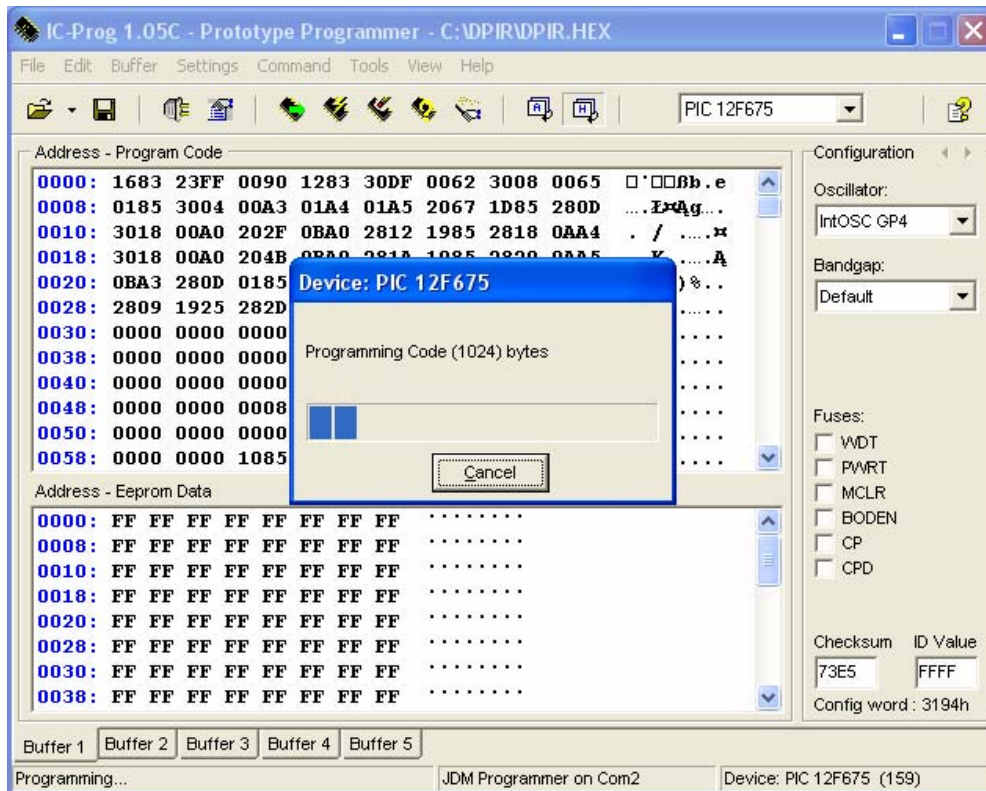 IC-Prog 1.05C - Prototype Programmer - C:\DPIR\DPIR.HEX
File Edit Buffer Settings Command Tools View Help
PIC 12F675
Address - Program Code
0000: 1683 23FF 0090 1283 30DF 0062 3008 0065
0008: 0185 3004 00A3 01A4 01A5 2067 1D85 280D
0010: 3018 00A0 202F 0BA0 2812 1985 2818 0AA4
0018: 3018 00A0 204B 0BA0 281A 1985 2820 0AA5
0020: 0BA3 280D 0185
0028: 2809 1925 282D
0030: 0000 0000 0000
0038: 0000 0000 0000
0040: 0000 0000 0000
0048: 0000 0000 0008
0050: 0000 0000 0000
0058: 0000 0000 1085
Device: PIC 12F675
Programming Code (1024) bytes
Cancel
Address - Eeprom Data
0000: FF FF FF FF FF FF FF FF ........
0008: FF FF FF FF FF FF FF FF ........
0010: FF FF FF FF FF FF FF FF ........
0018: FF FF FF FF FF FF FF FF ........
0020: FF FF FF FF FF FF FF FF ........
0028: FF FF FF FF FF FF FF FF ........
0030: FF FF FF FF FF FF FF FF ........
0038: FF FF FF FF FF FF FF FF ........
Configuration
Oscillator:
IntOSC GP4
Bandgap:
Default
Fuses:
WDT
PWRT
MCLR
BODEN
CP
CPD
Checksum ID Value
73E5 FFFF
Config word : 3194h
Buffer 1 Buffer 2 Buffer 3 Buffer 4 Buffer 5
Programming... JDM Programmer on Com2 Device: PIC 12F675 (159)